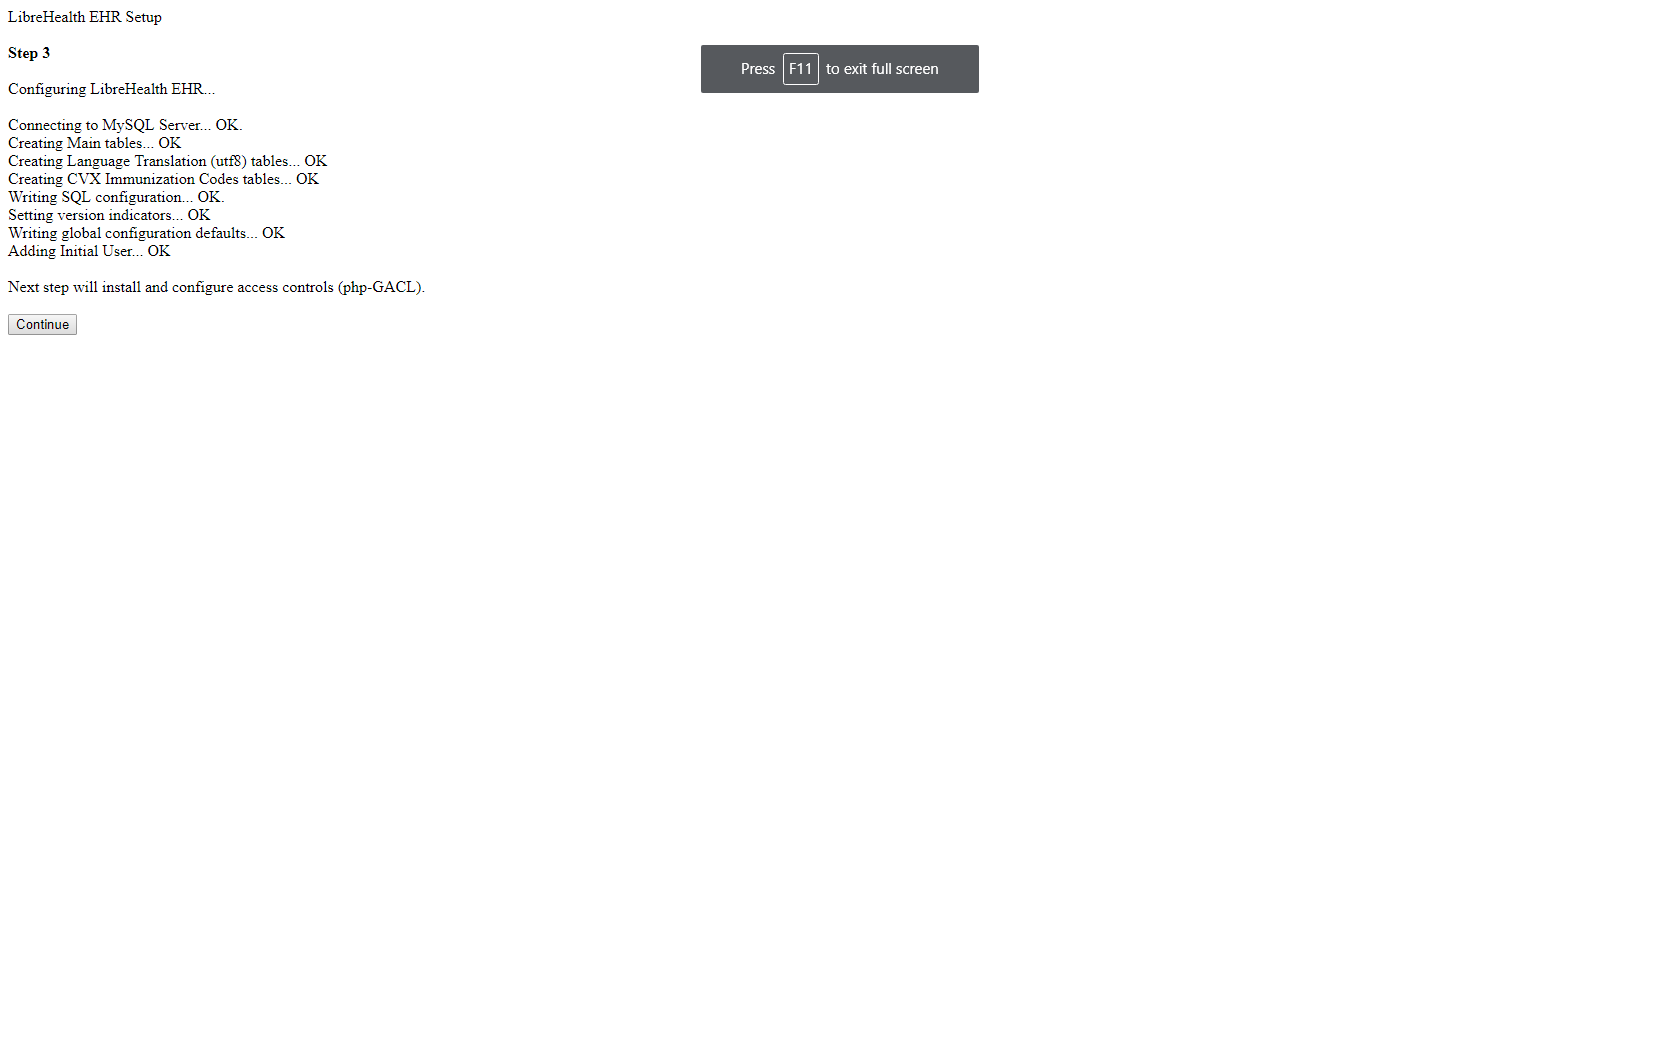 LibreHealth EHR Setup
Step 3
Press F11 to exit full screen
Configuring LibreHealth EHR...
Connecting to MySQL Server... OK.
Creating Main tables... OK
Creating Language Translation (utf8) tables... OK
Creating CVX Immunization Codes tables... OK
Writing SQL configuration... OK.
Setting version indicators... OK
Writing global configuration defaults... OK
Adding Initial User... OK
Next step will install and configure access controls (php-GACL).
Continue